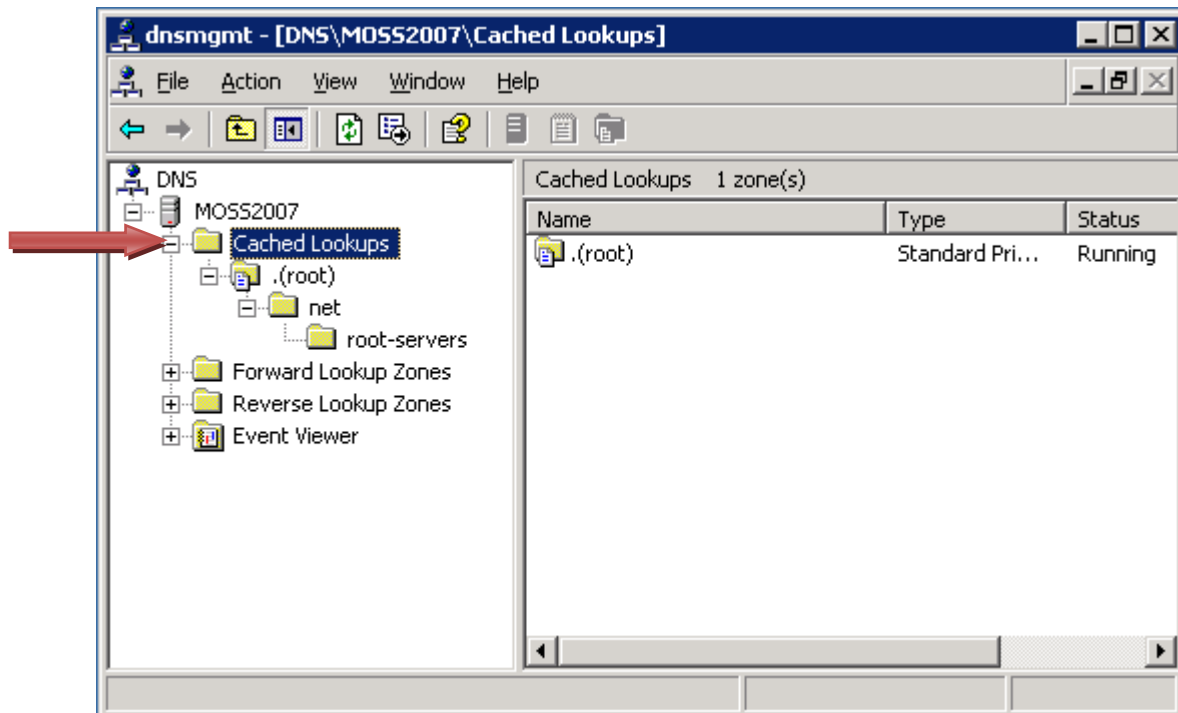 dnsmgmt - [DNS\MOSS2007\Cached Lookups]
File Action View Window Help
DNS
MOSS2007
Cached Lookups
.(root)
net
root-servers
Forward Lookup Zones
Reverse Lookup Zones
Event Viewer
Cached Lookups 1 zone(s)
Name Type Status
.(root) Standard Pri... Running